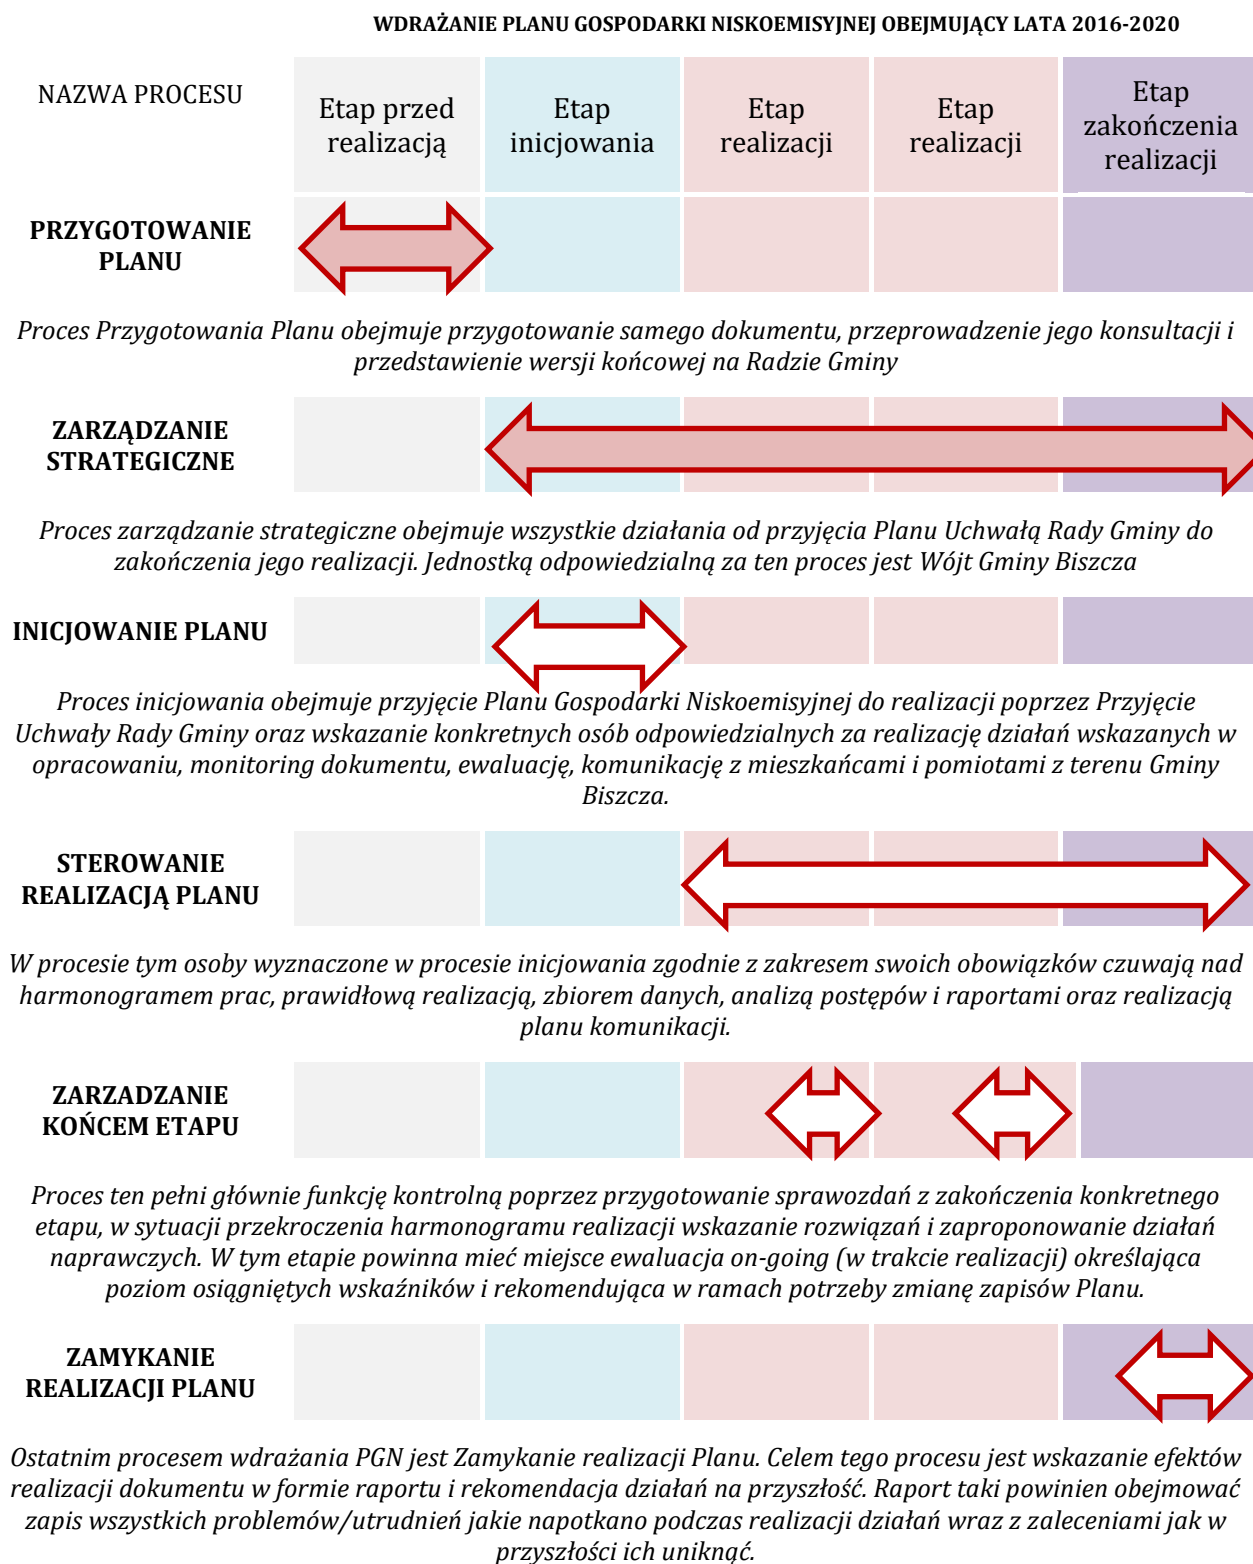 WDRAŻANIE PLANU GOSPODARKI NISKOEMISYJNEJ OBEJMUJĄCY LATA 2016-2020
NAZWA PROCESU
Etap przed
realizacją
Etap
inicjowania
Etap
realizacji
Etap
realizacji
Etap
zakończenia
realizacji
PRZYGOTOWANIE
PLANU
Proces Przygotowania Planu obejmuje przygotowanie samego dokumentu, przeprowadzenie jego konsultacji i
przedstawienie wersji końcowej na Radzie Gminy
ZARZĄDZANIE
STRATEGICZNE
Proces zarządzanie strategiczne obejmuje wszystkie działania od przyjęcia Planu Uchwałą Rady Gminy do
zakończenia jego realizacji. Jednostką odpowiedzialną za ten proces jest Wójt Gminy Biszcza
INICJOWANIE PLANU
Proces inicjowania obejmuje przyjęcie Planu Gospodarki Niskoemisyjnej do realizacji poprzez Przyjęcie
Uchwały Rady Gminy oraz wskazanie konkretnych osób odpowiedzialnych za realizację działań wskazanych w
opracowaniu, monitoring dokumentu, ewaluację, komunikację z mieszkańcami i pomiotami z terenu Gminy
Biszcza.
STEROWANIE
REALIZACJĄ PLANU
W procesie tym osoby wyznaczone w procesie inicjowania zgodnie z zakresem swoich obowiązków czuwają nad
harmonogramem prac, prawidłową realizacją, zbiorem danych, analizą postępów i raportami oraz realizacją
planu komunikacji.
ZARZADZANIE
KOŃCEM ETAPU
Proces ten pełni głównie funkcję kontrolną poprzez przygotowanie sprawozdań z zakończenia konkretnego
etapu, w sytuacji przekroczenia harmonogramu realizacji wskazanie rozwiązań i zaproponowanie działań
naprawczych. W tym etapie powinna mieć miejsce ewaluacja on-going (w trakcie realizacji) określająca
poziom osiągniętych wskaźników i rekomendująca w ramach potrzeby zmianę zapisów Planu.
ZAMYKANIE
REALIZACJI PLANU
Ostatnim procesem wdrażania PGN jest Zamykanie realizacji Planu. Celem tego procesu jest wskazanie efektów
realizacji dokumentu w formie raportu i rekomendacja działań na przyszłość. Raport taki powinien obejmować
zapis wszystkich problemów/utrudnień jakie napotkano podczas realizacji działań wraz z zaleceniami jak w
przyszłości ich uniknąć.